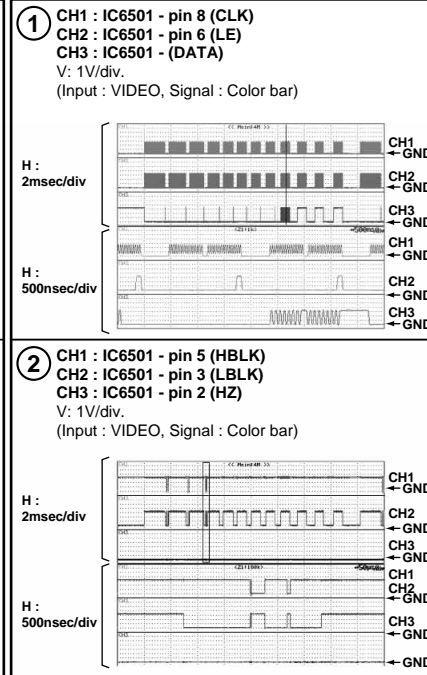 1
CH1 : IC6501 - pin 8 (CLK)
CH2 : IC6501 - pin 6 (LE)
CH3 : IC6501 - (DATA)
V: 1V/div.
(Input : VIDEO, Signal : Color bar)
<< Main:4M >>
H :
2msec/div
CH1
GND
CH2
GND
CH3
GND
H :
500nsec/div
CH1
GND
CH2
GND
CH3
GND
2
CH1 : IC6501 - pin 5 (HBLK)
CH2 : IC6501 - pin 3 (LBLK)
CH3 : IC6501 - pin 2 (HZ)
V: 1V/div.
(Input : VIDEO, Signal : Color bar)
<< Main:4M >>
H :
2msec/div
CH1
GND
CH2
GND
CH3
GND
H :
500nsec/div
CH1
CH2
GND
CH3
GND
GND